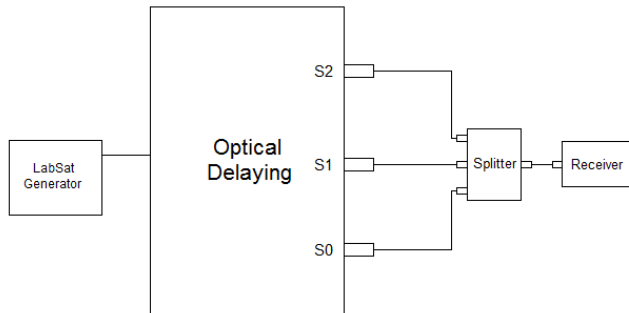 LabSat
Generator
Optical
Delaying
S2
S1
S0
Splitter
Receiver